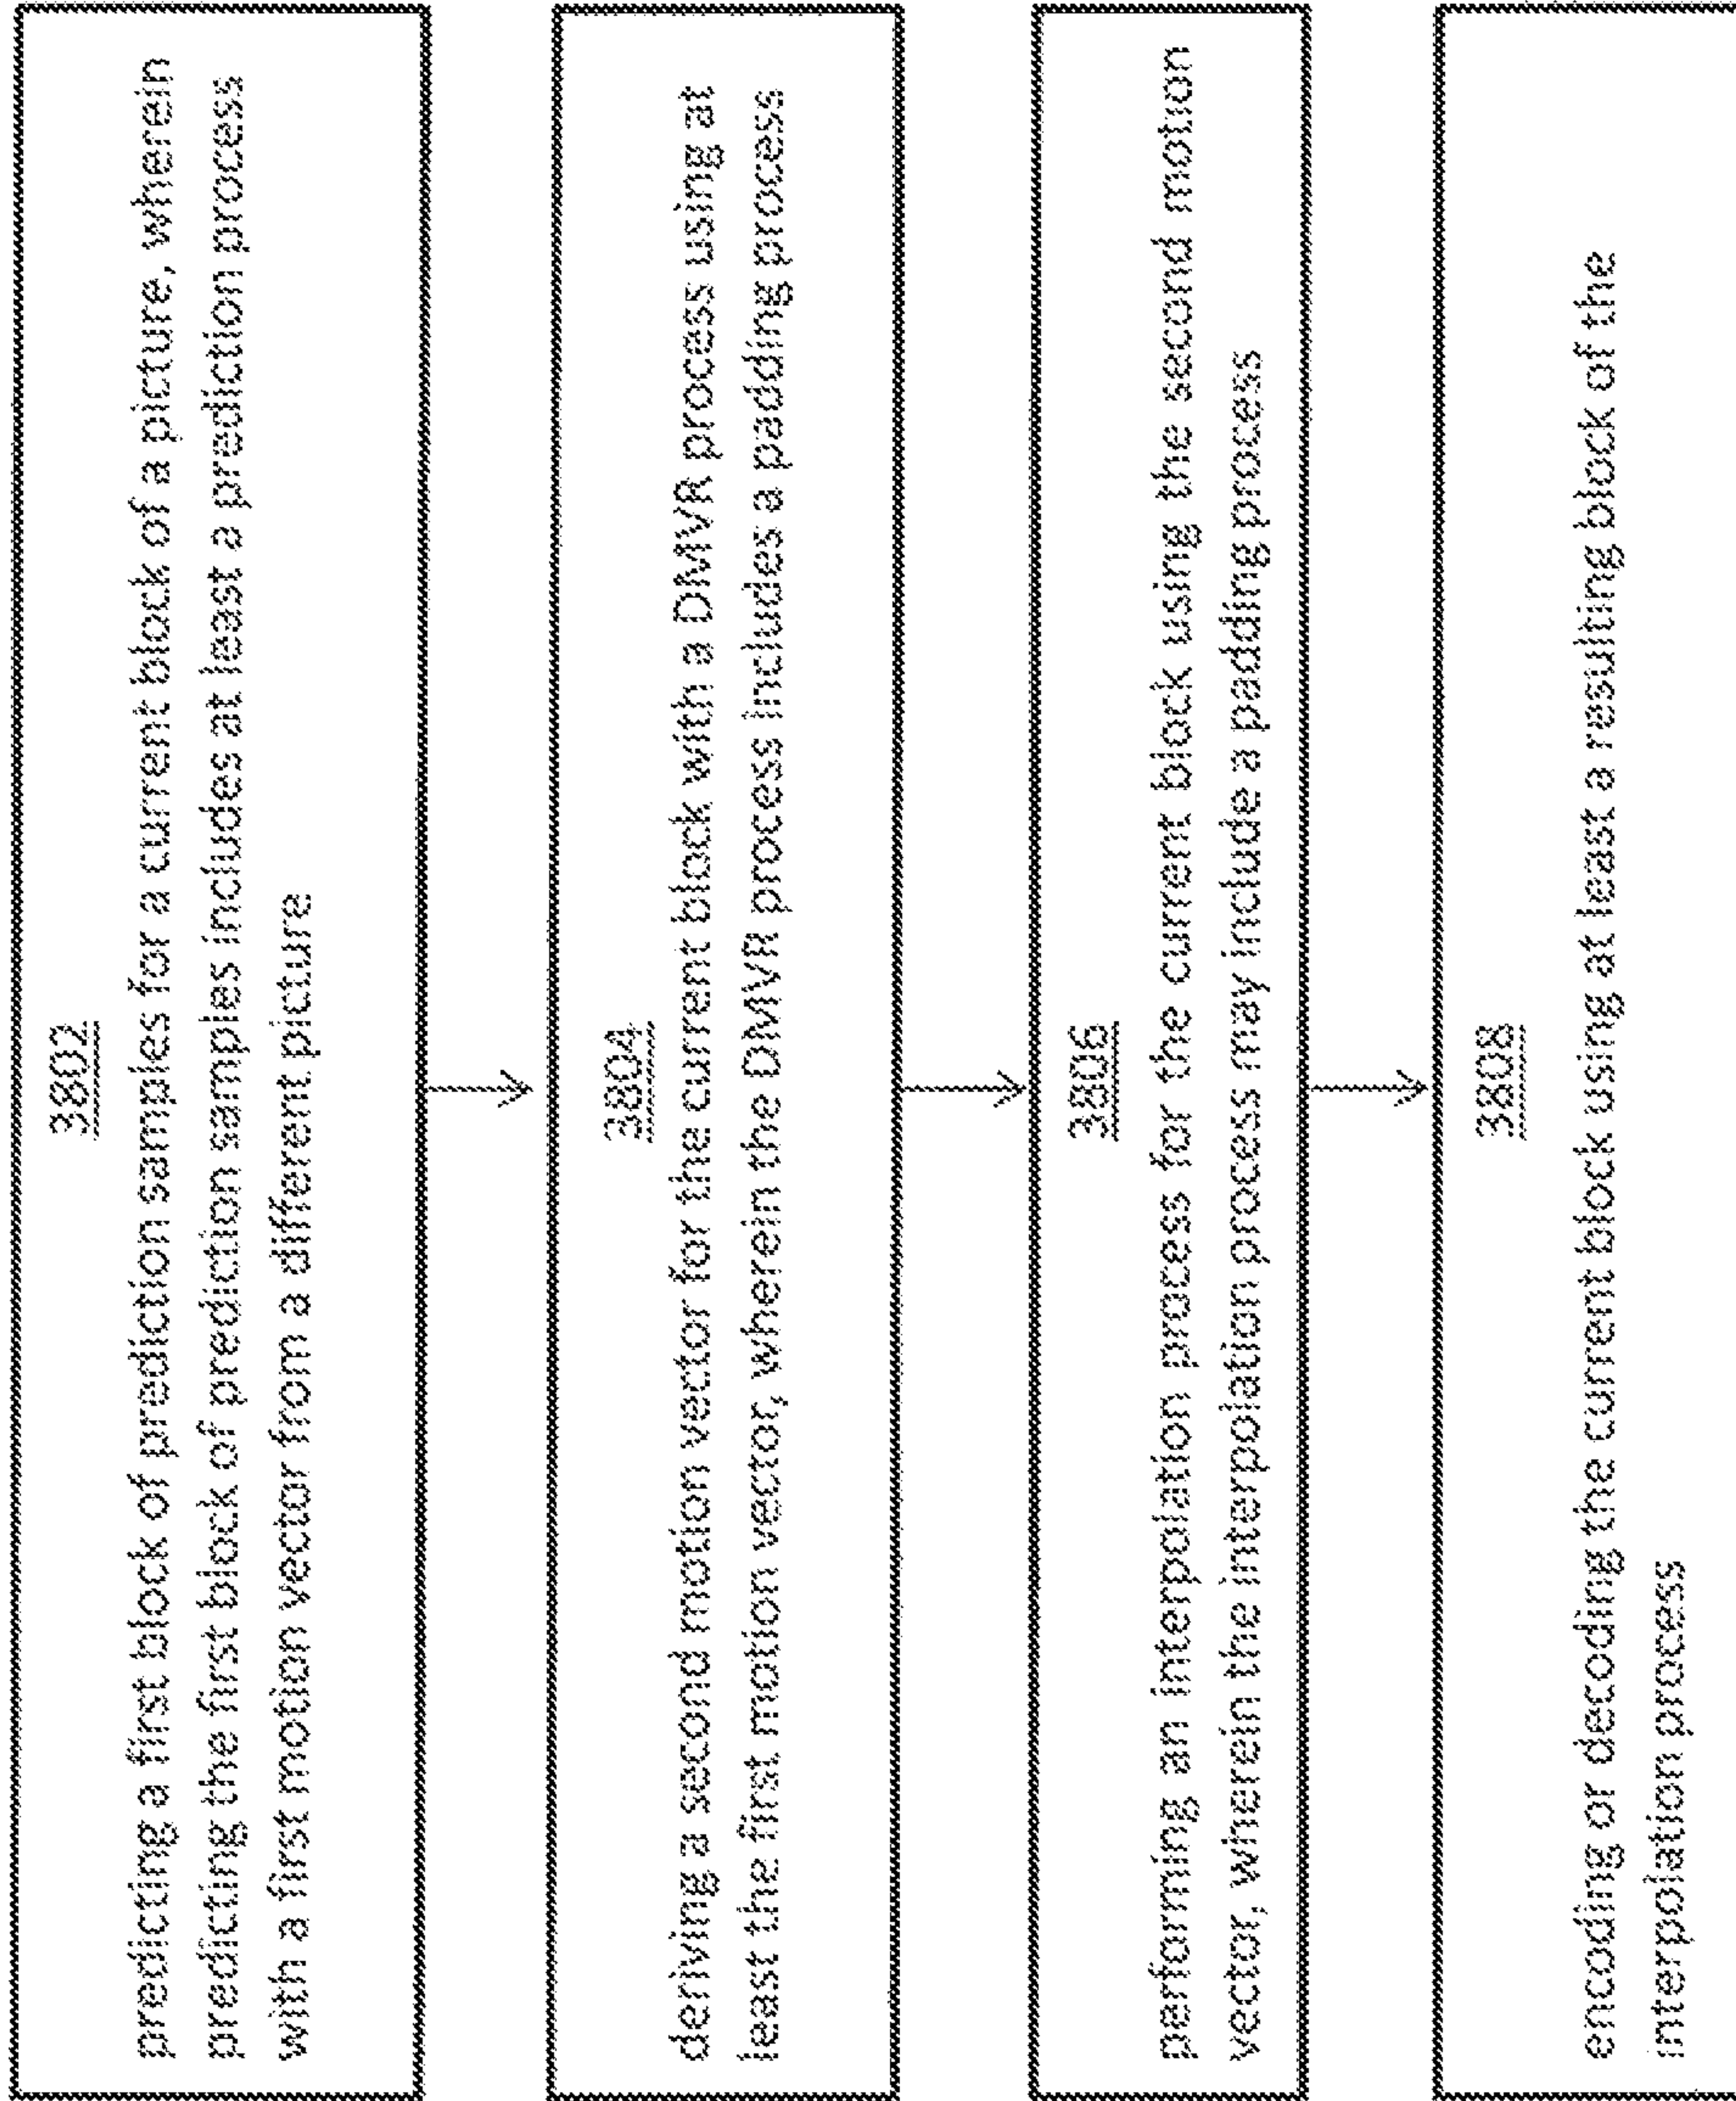 3802
predicting a first block of prediction samples for a current block of a picture, wherein
predicting the first block of prediction samples includes at least a prediction process
with a first motion vector from a different picture
3804
deriving a second motion vector for the current block with a DMVR process using at
least the first motion vector, wherein the DMVR process includes a padding process
3806
performing an interpolation process for the current block using the second motion
vector, wherein the interpolation process may include a padding process
3808
encoding or decoding the current block using at least a resulting block of the
interpolation process